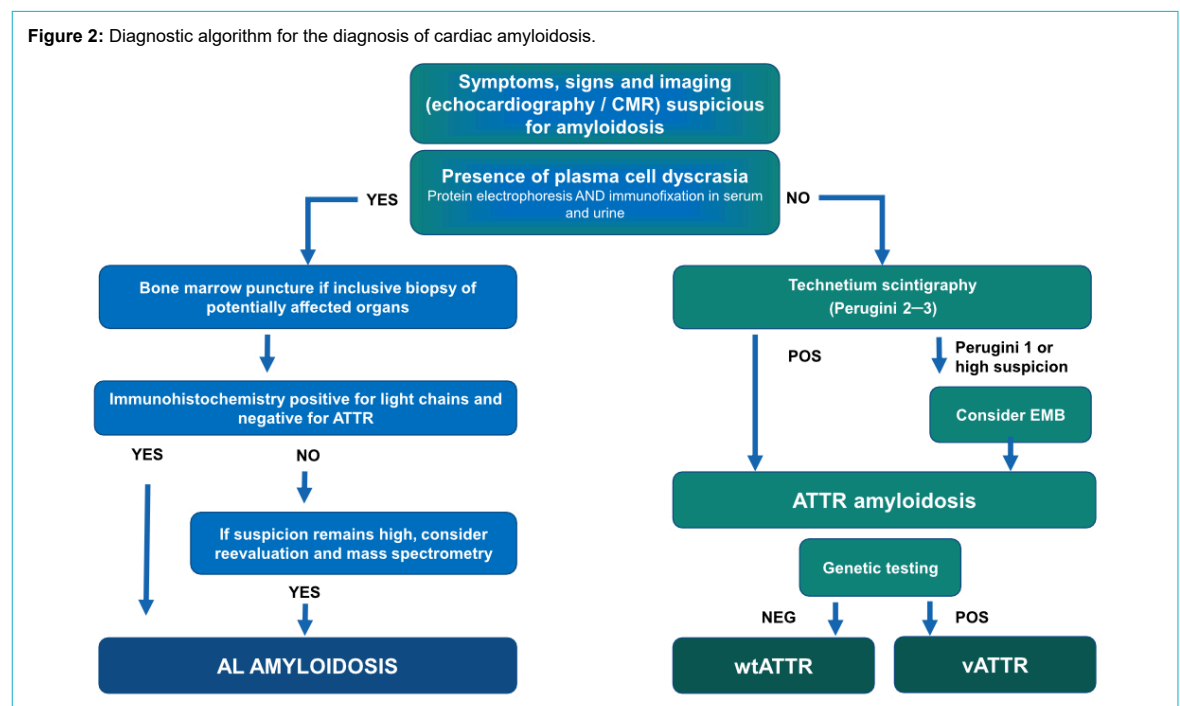 Figure 2: Diagnostic algorithm for the diagnosis of cardiac amyloidosis.
Symptoms, signs and imaging
(echocardiography / CMR) suspicious
for amyloidosis
Presence of plasma cell dyscrasia
Protein electrophoresis AND immunofixation in serum
and urine
YES
NO
Bone marrow puncture if inclusive biopsy of
potentially affected organs
Technetium scintigraphy
(Perugini 2—3)
POS
Perugini 1 or
high suspicion
Immunohistochemistry positive for light chains and
negative for ATTR
Consider EMB
YES
NO
ATTR amyloidosis
If suspicion remains high, consider
reevaluation and mass spectrometry
Genetic testing
YES
NEG
POS
AL AMYLOIDOSIS
wtATTR
vATTR